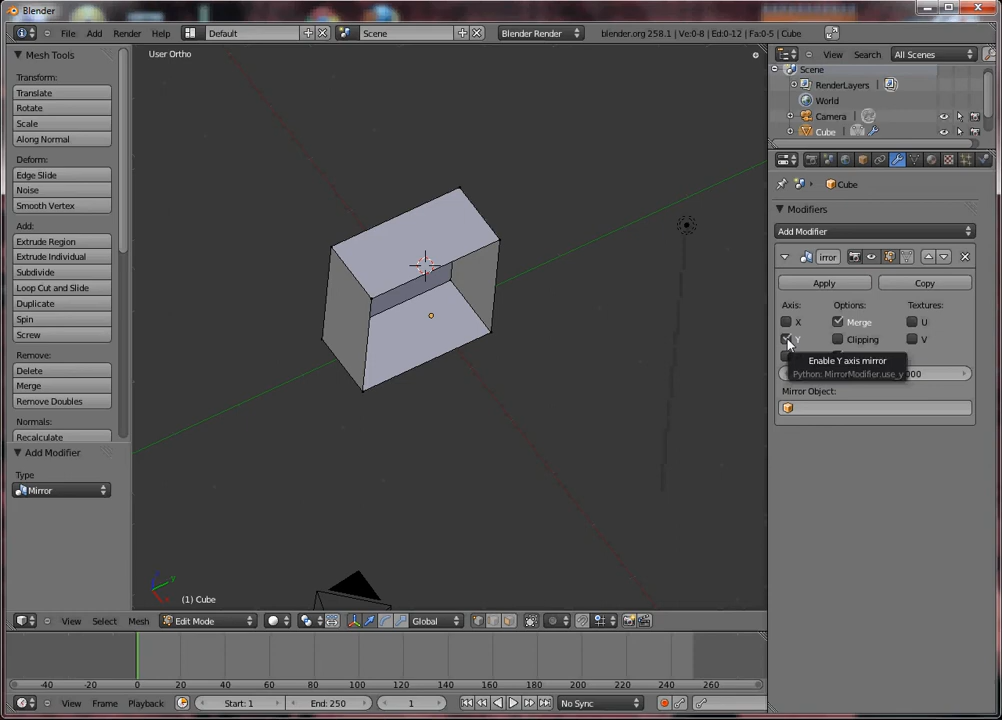 Blender
File Add Render Help Default Scene Blender Render blender.org 258.1 | Ve:0-8 | Ed:0-12 | Fa:0-5 | Cube
Mesh Tools
Transform:
Translate
Rotate
Scale
Along Normal
Deform:
Edge Slide
Noise
Smooth Vertex
Add:
Extrude Region
Extrude Individual
Subdivide
Loop Cut and Slide
Duplicate
Spin
Screw
Remove:
Delete
Merge
Remove Doubles
Normals:
Recalculate
Add Modifier
Type
Mirror
User Ortho
y
(1) Cube
View Select Mesh Edit Mode Global
-40 -20 0 20 40 60 80 100 120 140 160 180 200 220 240 260
View Frame Playback Start: 1 End: 250 1 No Sync
View Search All Scenes
Scene
RenderLayers
World
Camera
Cube
Cube
Modifiers
Add Modifier
irror
Apply Copy
Axis: Options: Textures:
X Merge U
Y Clipping V
Enable Y axis mirror
Python: MirrorModifier.use_y 000
Mirror Object: